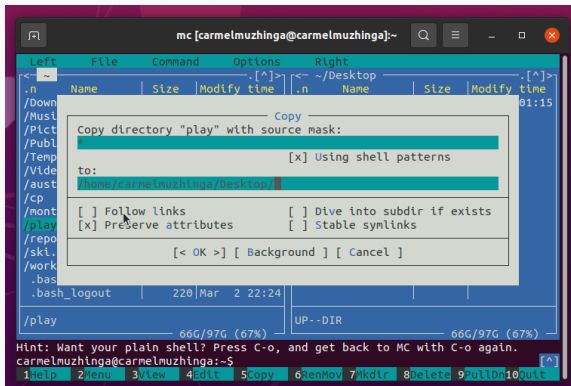 mc [carmelmuzhinga@carmelmuzhinga]:~
Left File Command Options Right
<- ~ .[^]>
<- ~/Desktop .[^]>
.n Name Size Modify time
.n Name Size Modify time
/Down
01:15
/Musi
/Pict
/Publ
/Temp
/Vide
/aust
/cp
/mont
/play
/repo
/ski.
/work
.bas
.bash_logout 220 Mar 2 22:24
Copy
Copy directory "play" with source mask:
*
[x] Using shell patterns
to:
/home/carmelmuzhinga/Desktop/
[ ] Follow links [ ] Dive into subdir if exists
[x] Preserve attributes [ ] Stable symlinks
[< OK >] [ Background ] [ Cancel ]
/play
UP--DIR
66G/97G (67%)
66G/97G (67%)
Hint: Want your plain shell? Press C-o, and get back to MC with C-o again.
carmelmuzhinga@carmelmuzhinga:~$ [^]
1Help 2Menu 3View 4Edit 5Copy 6RenMov 7Mkdir 8Delete 9PullDn 10Quit